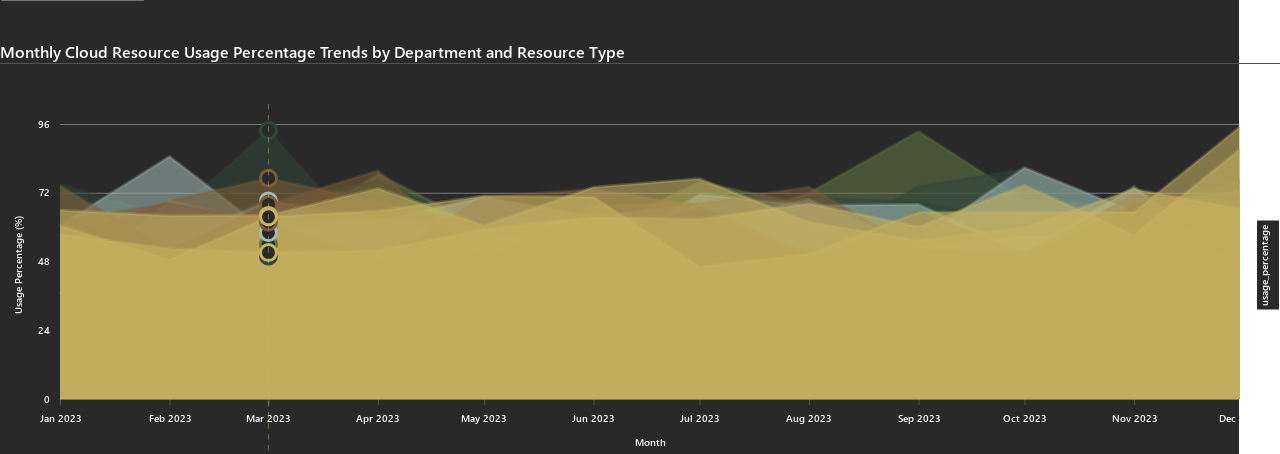 Monthly Cloud Resource Usage Percentage Trends by Department and Resource Type
96
72
48
24
0
Usage Percentage (%)
Jan 2023 Feb 2023 Mar 2023 Apr 2023 May 2023 Jun 2023 Jul 2023 Aug 2023 Sep 2023 Oct 2023 Nov 2023 Dec
Month
usage_percentage